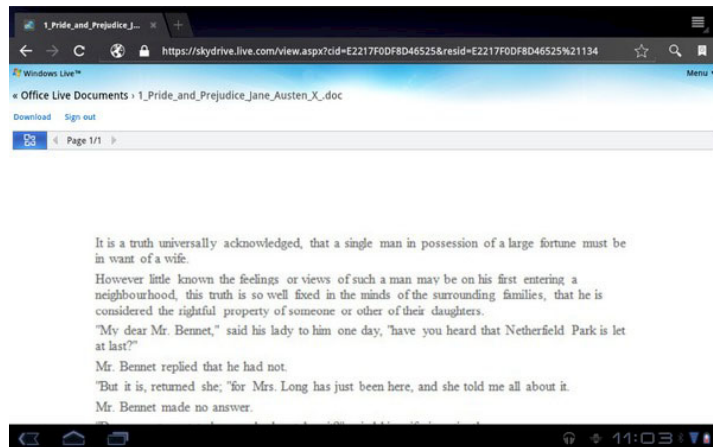 1_Pride_and_Prejudice_J...
https://skydrive.live.com/view.aspx?cid=E2217F0DF8D46525&resid=E2217F0DF8D46525%21134
Windows Live™
Menu
« Office Live Documents › 1_Pride_and_Prejudice_Jane_Austen_X_.doc
Download Sign out
Page 1/1
It is a truth universally acknowledged, that a single man in possession of a large fortune must be
in want of a wife.
However little known the feelings or views of such a man may be on his first entering a
neighbourhood, this truth is so well fixed in the minds of the surrounding families, that he is
considered the rightful property of someone or other of their daughters.
"My dear Mr. Bennet," said his lady to him one day, "have you heard that Netherfield Park is let
at last?"
Mr. Bennet replied that he had not.
"But it is, returned she; "for Mrs. Long has just been here, and she told me all about it.
Mr. Bennet made no answer.
11:03